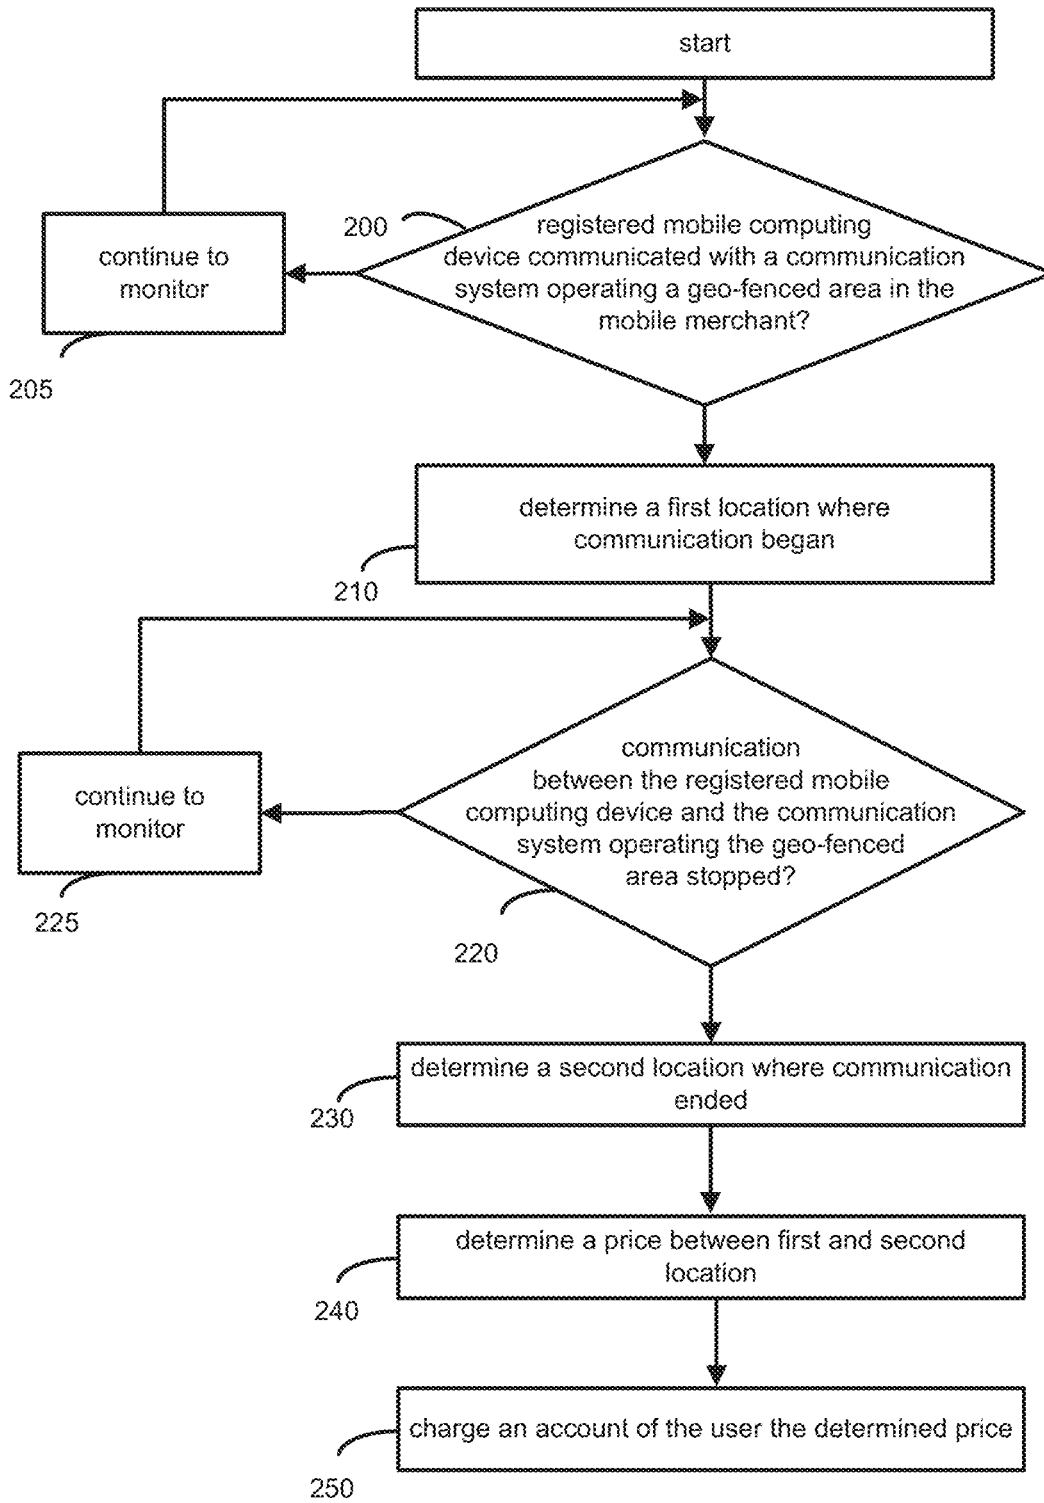 start
200
registered mobile computing
device communicated with a communication
system operating a geo-fenced area in the
mobile merchant?
continue to
monitor
205
determine a first location where
communication began
210
communication
between the registered mobile
computing device and the communication
system operating the geo-fenced
area stopped?
continue to
monitor
225
220
determine a second location where communication
ended
230
determine a price between first and second
location
240
charge an account of the user the determined price
250